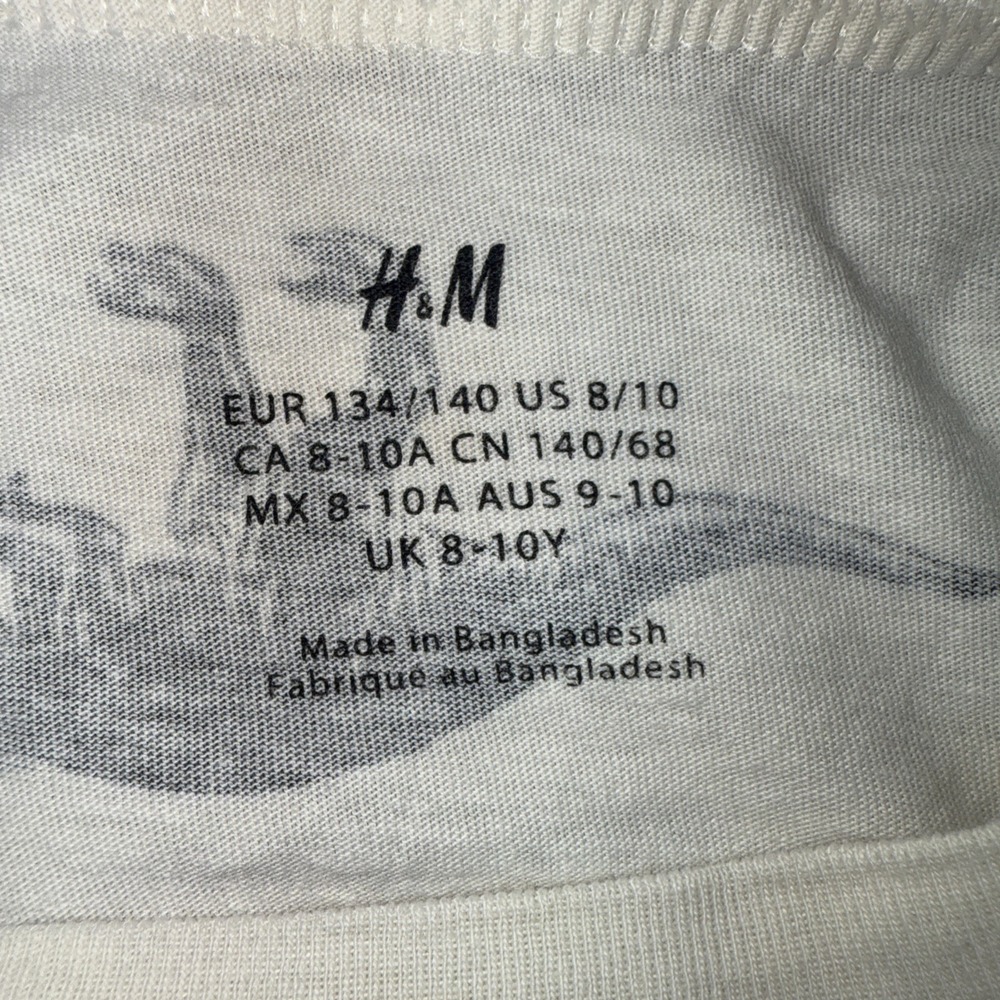 H&M
EUR 134/140 US 8/10
CA 8-10A CN 140/68
MX 8-10A AUS 9-10
UK 8-10Y
Made in Bangladesh
Fabriqué au Bangladesh